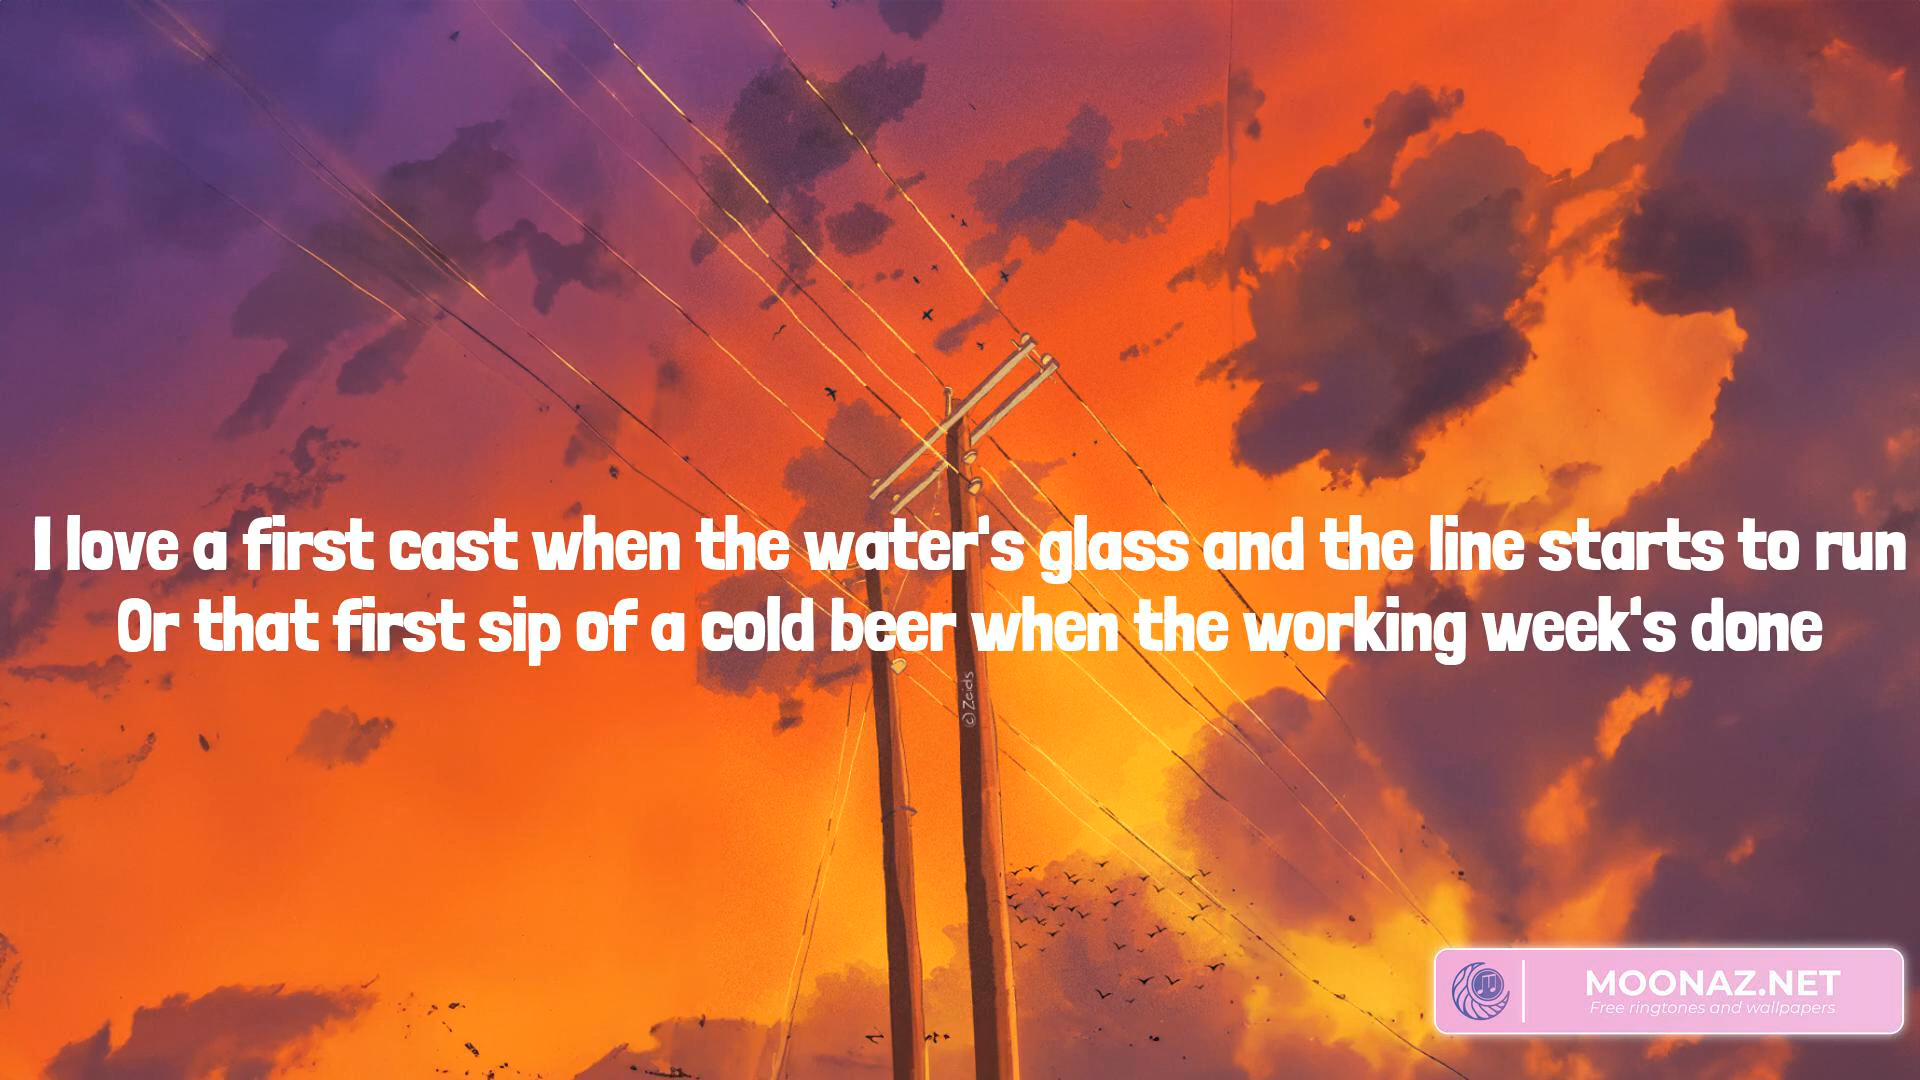 I love a first cast when the water's glass and the line starts to run
Or that first sip of a cold beer when the working week's done
(c) Zeids
MOONAZ.NET
Free ringtones and wallpapers